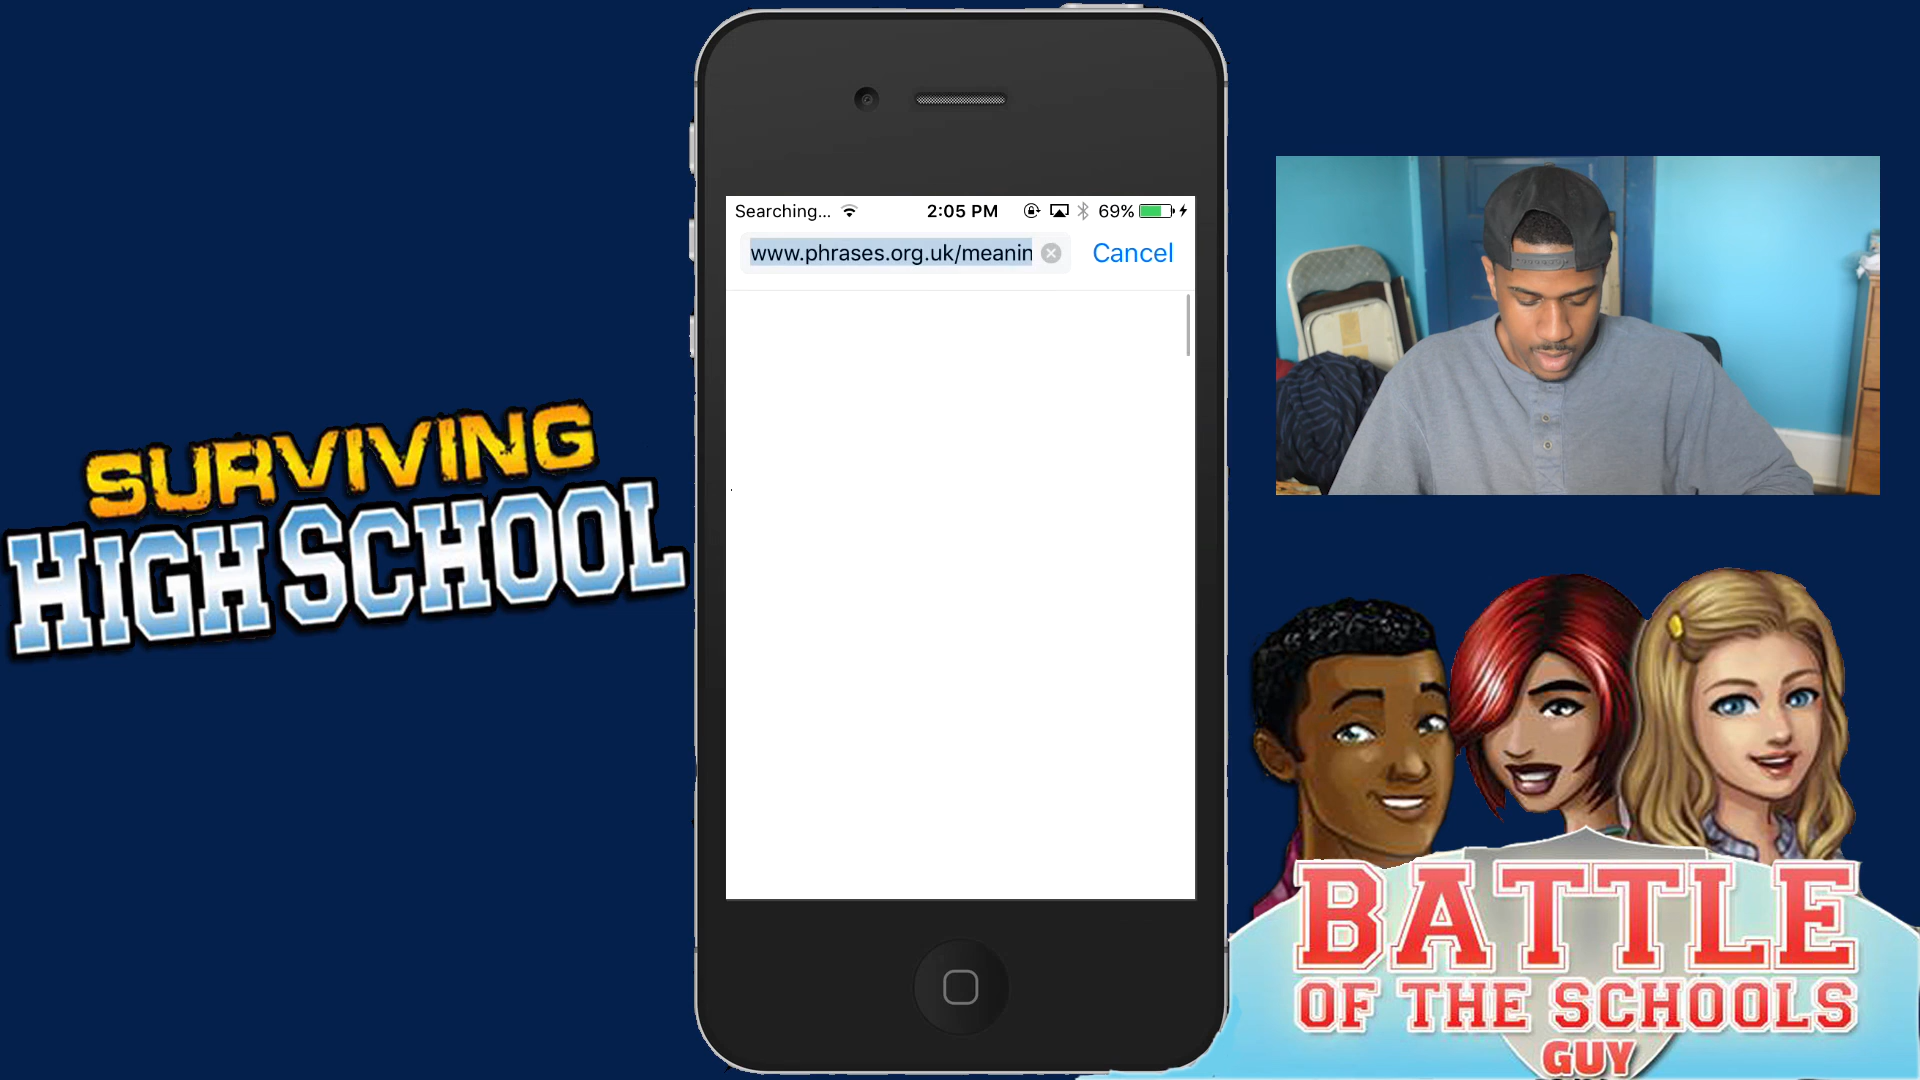 Searching... 2:05 PM 69%
www.phrases.org.uk/meanin Cancel
SURVIVING
HIGH SCHOOL
BATTLE
OF THE SCHOOLS
GUY